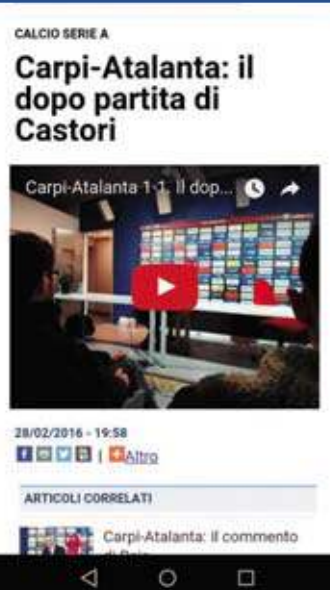 CALCIO SERIE A
Carpi-Atalanta: il
dopo partita di
Castori
Carpi-Atalanta 1-1. Il dop...
28/02/2016 - 19:58
| Altro
ARTICOLI CORRELATI
Carpi-Atalanta: il commento
di